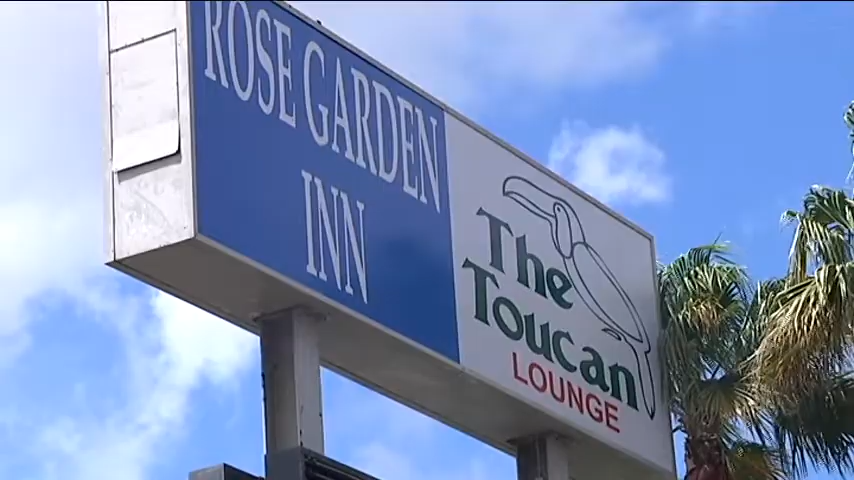 ROSE GARDEN
INN
The
Toucan
LOUNGE